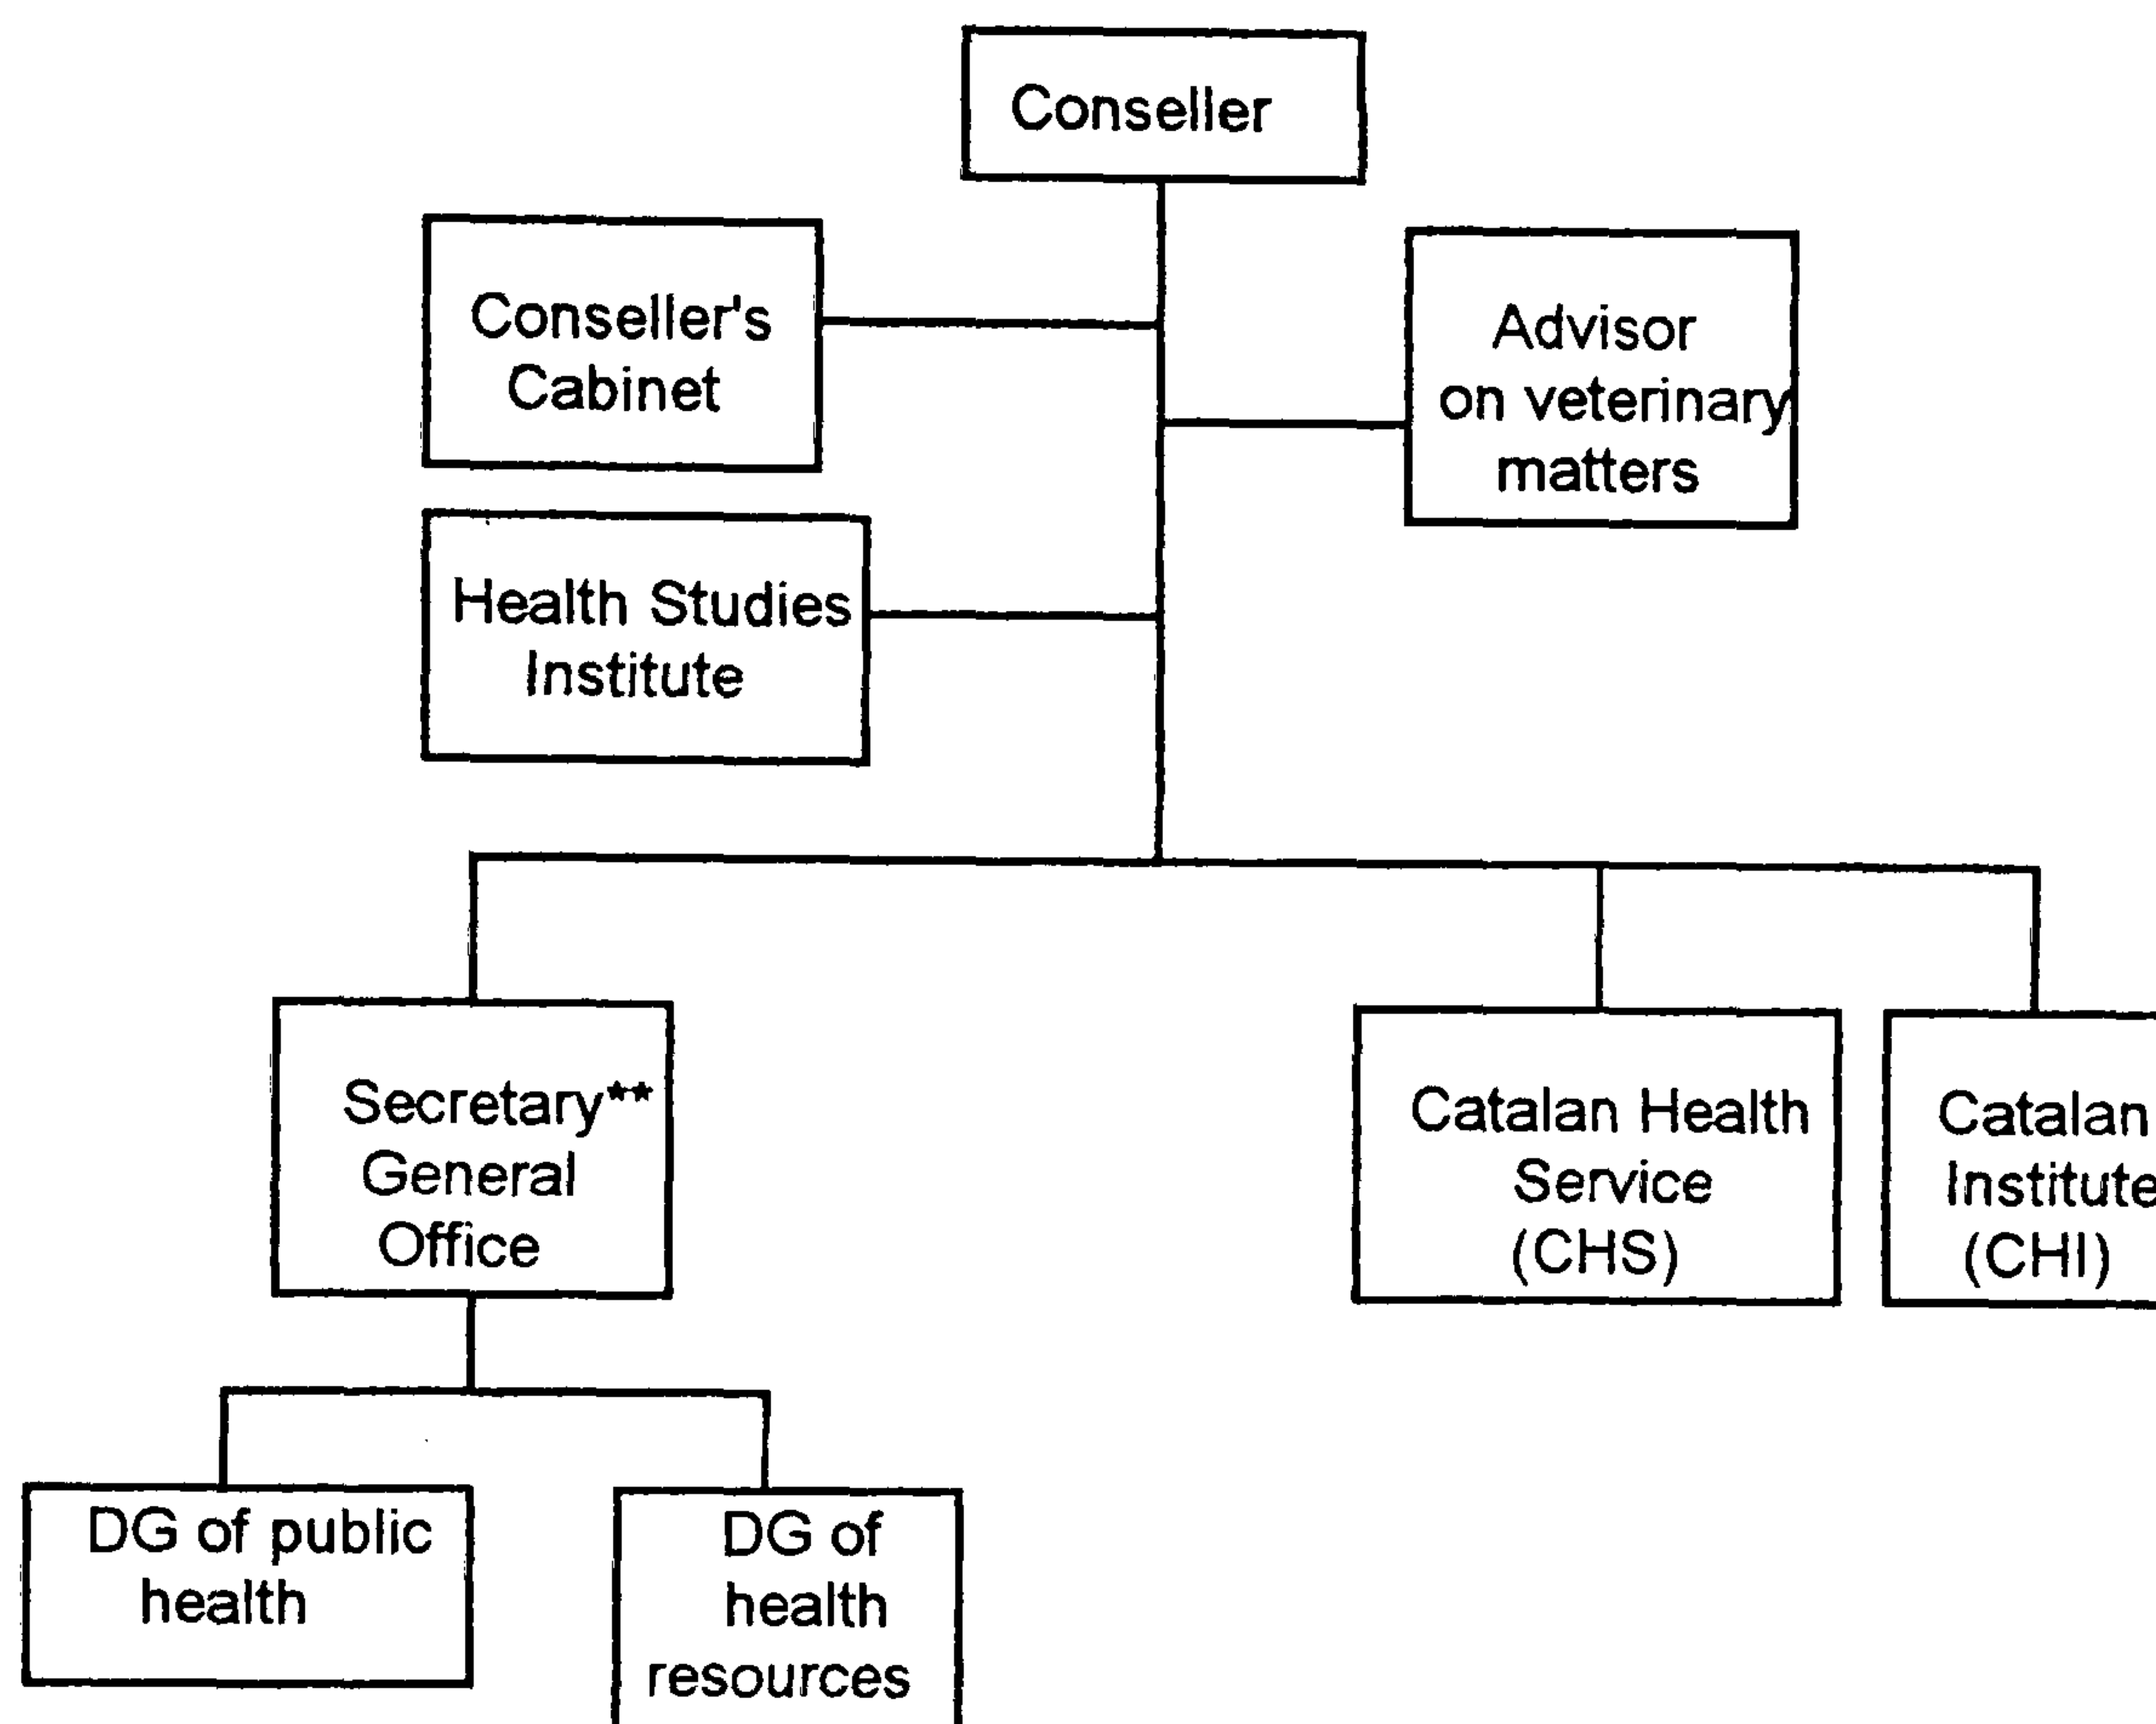 Conseller
Conseller's
Cabinet
Advisor
on veterinary
matters
Health Studies
Institute
Secretary**
General
Office
Catalan Health
Service
(CHS)
Catalan
Institute
(CHI)
DG of public
health
DG of
health
resources